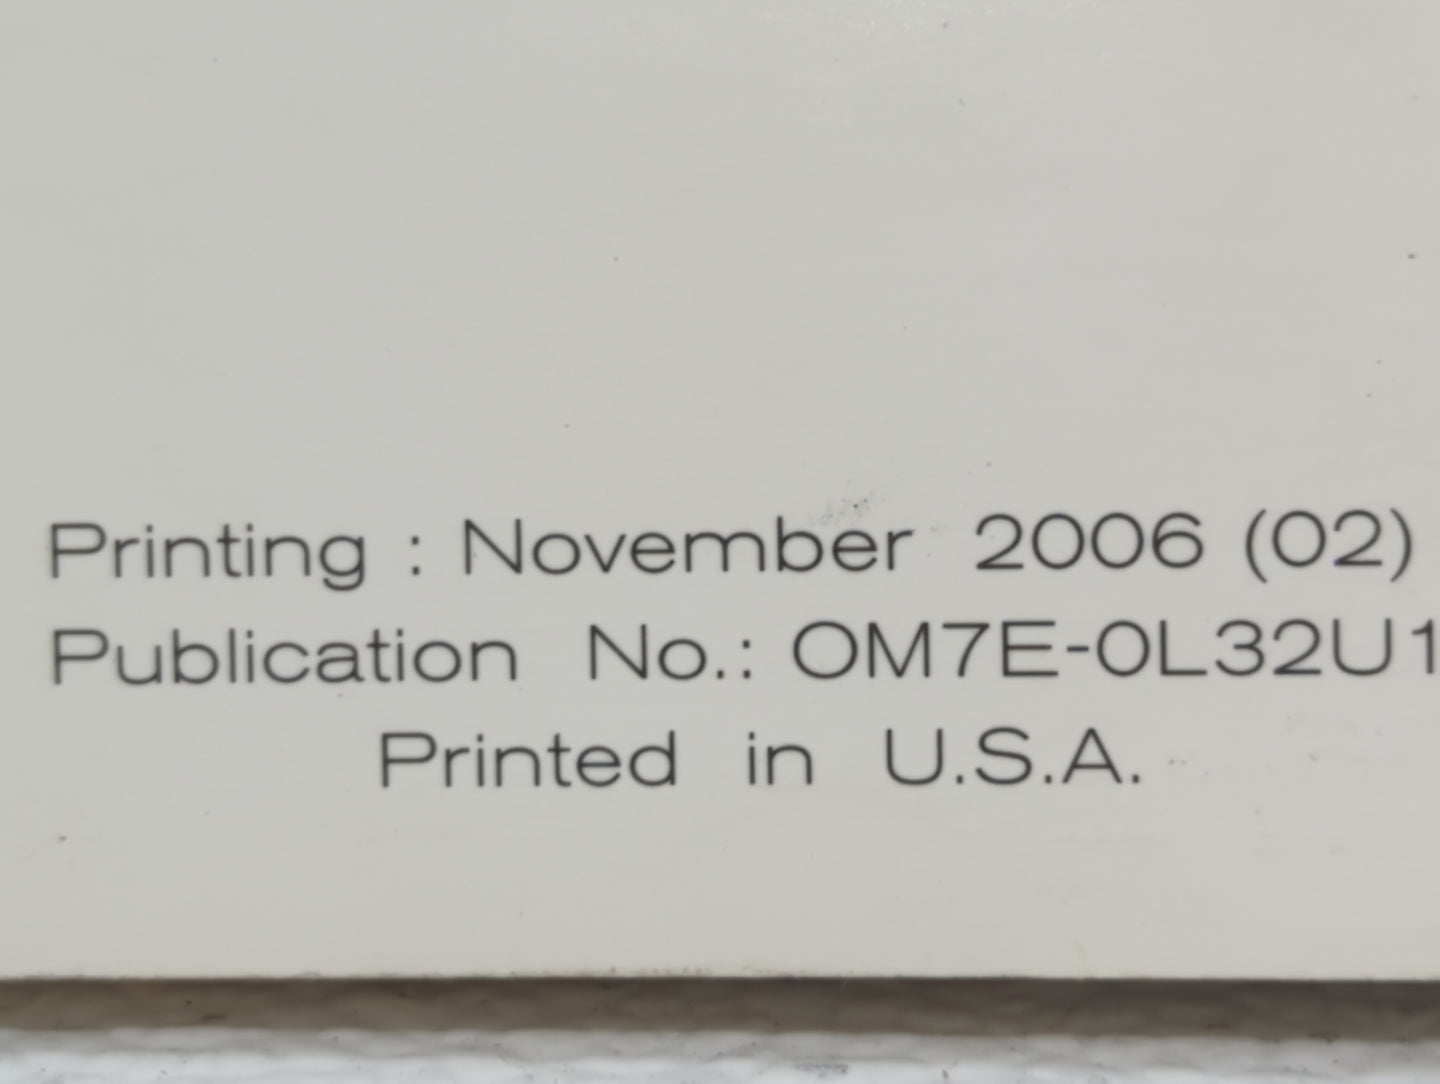 Printing : November 2006 (02)
Publication No.: OM7E-0L32U1
Printed in U.S.A.